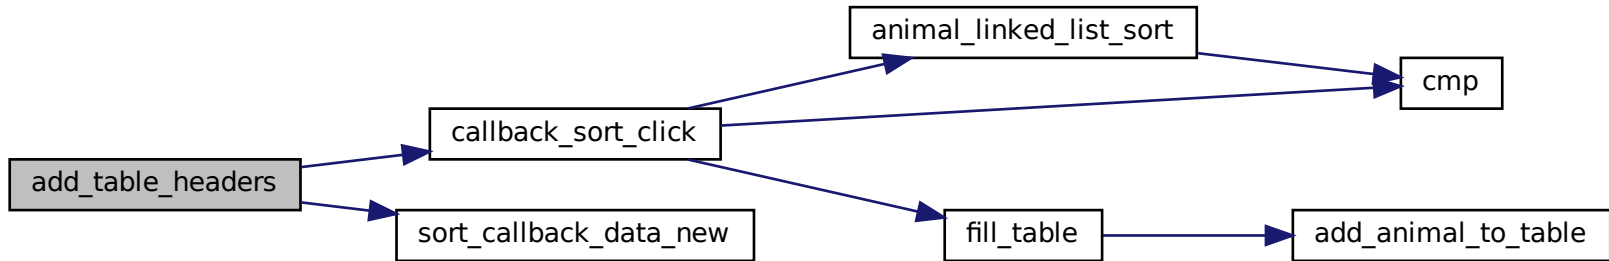 add_table_headers
callback_sort_click
sort_callback_data_new
animal_linked_list_sort
fill_table
cmp
add_animal_to_table